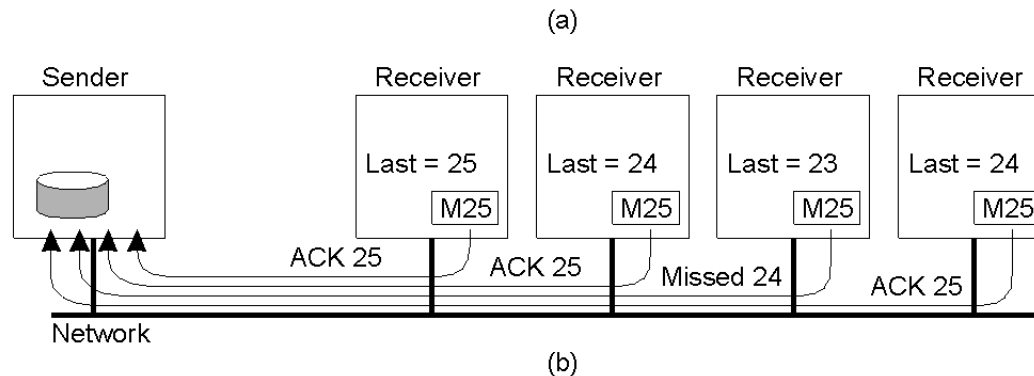 (a)
Sender Receiver Receiver Receiver Receiver
Last = 25 Last = 24 Last = 23 Last = 24
M25 M25 M25 M25
ACK 25 ACK 25 Missed 24 ACK 25
Network
(b)